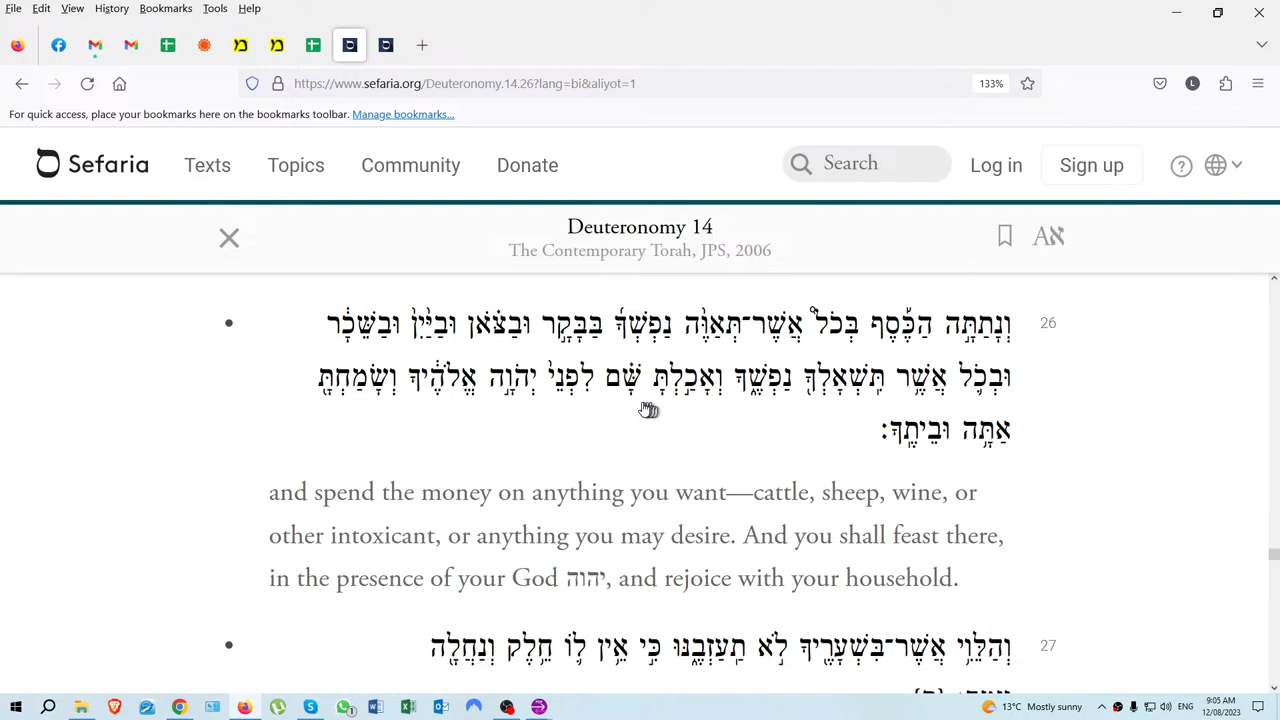 File Edit View History Bookmarks Tools Help
https://www.sefaria.org/Deuteronomy.14.26?lang=bi&aliyot=1
133%
L
For quick access, place your bookmarks here on the bookmarks toolbar. Manage bookmarks...
Sefaria
Texts
Topics
Community
Donate
Search
Log in
Sign up
Deuteronomy 14
The Contemporary Torah, JPS, 2006
26
וְנָתַתָּ֣ה הַכֶּ֡סֶף בְּכֹל֩ אֲשֶׁר־תְּאַוֶּ֨ה נַפְשְׁךָ֜ בַּבָּקָ֣ר וּבַצֹּ֗אן וּבַיַּ֙יִן֙ וּבַשֵּׁכָ֔ר
וּבְכֹ֛ל אֲשֶׁ֥ר תִּֽשְׁאָלְךָ֖ נַפְשֶׁ֑ךָ וְאָכַ֣לְתָּ שָּׁ֗ם לִפְנֵי֙ יְהֹוָ֣ה אֱלֹהֶ֔יךָ וְשָׂמַחְתָּ֖
אַתָּ֥ה וּבֵיתֶֽךָ׃
and spend the money on anything you want—cattle, sheep, wine, or
other intoxicant, or anything you may desire. And you shall feast there,
in the presence of your God יהוה, and rejoice with your household.
27
וְהַלֵּוִ֥י אֲשֶׁר־בִּשְׁעָרֶ֖יךָ לֹ֣א תַֽעַזְבֶ֑נּוּ כִּ֣י אֵ֥ין ל֛וֹ חֵ֥לֶק וְנַחֲלָ֖ה
13°C Mostly sunny
ENG
9:05 AM
12/08/2023